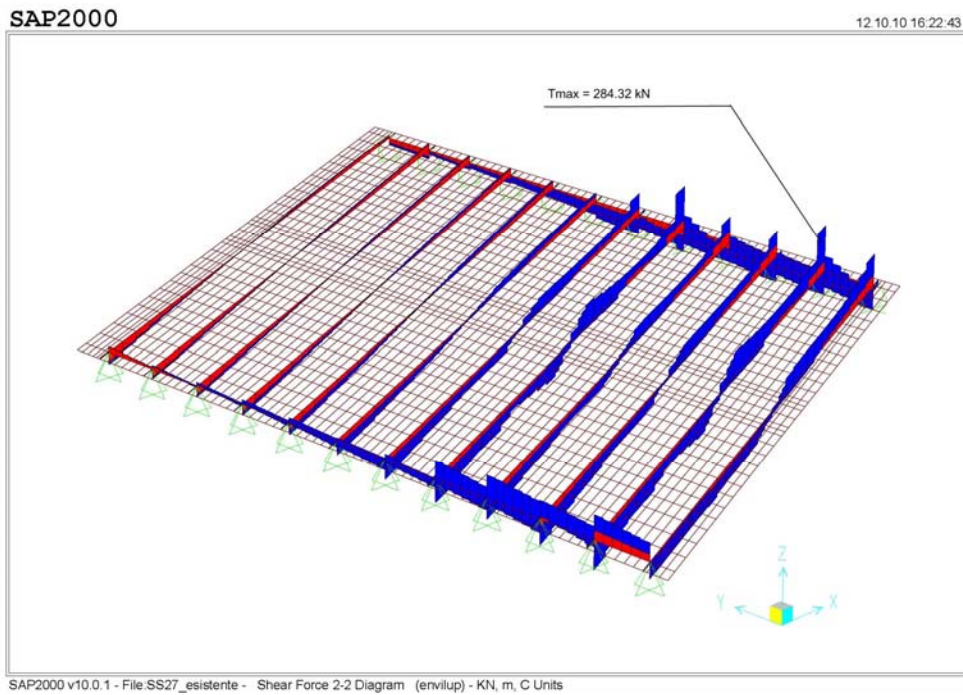 SAP2000
12.10.10 16:22:43
Tmax = 284.32 kN
Z
Y
X
SAP2000 v10.0.1 - File:SS27_esistente - Shear Force 2-2 Diagram (envilup) - KN, m, C Units